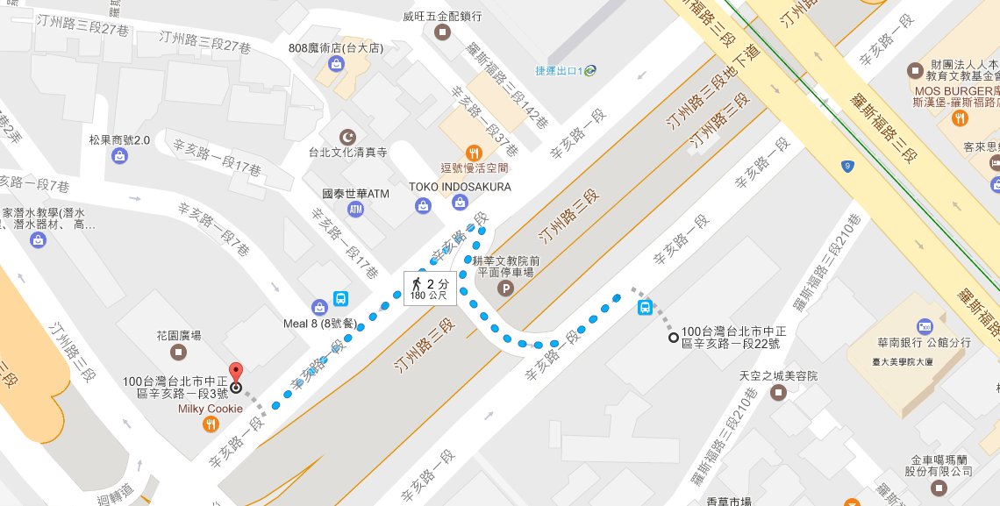 威旺五金配鎖行
羅斯福路三段
汀州路三段
辛亥路一段
汀州路三段27巷
汀州路三段27巷
808魔術店(台大店)
羅斯福路三段142巷
捷運出口1
汀州路三段地下道
財團法人人本
教育文教基金會
MOS BURGER摩
斯漢堡-羅斯福路店
羅斯福路三段
辛亥路一段37巷
汀州路三段
辛亥路一段
松果商號2.0
辛亥路一段17巷
台北文化清真寺
逗號慢活空間
客來思
辛亥路一段
9
辛亥路一段7巷
國泰世華ATM
ATM
TOKO INDOSAKURA
家潛水教學(潛水
、潛水器材、 高...
辛亥路一段7巷
辛亥路一段17巷
辛亥路一段
汀州路三段
辛亥路一段
羅斯福路三段210巷
耕莘文教院前
平面停車場
P
2 分
180 公尺
Meal 8 (8號餐)
羅斯福路三段
花園廣場
汀州路三段
汀州路三段
辛亥路一段
辛亥路一段
100台灣台北市中正
區辛亥路一段22號
華南銀行 公館分行
臺大美學院大廈
100台灣台北市中正
區辛亥路一段3號
Milky Cookie
天空之城美容院
羅斯福路三段210巷
辛亥路一段
辛亥路一段
迴轉道
金車噶瑪蘭
股份有限公司
香草市場